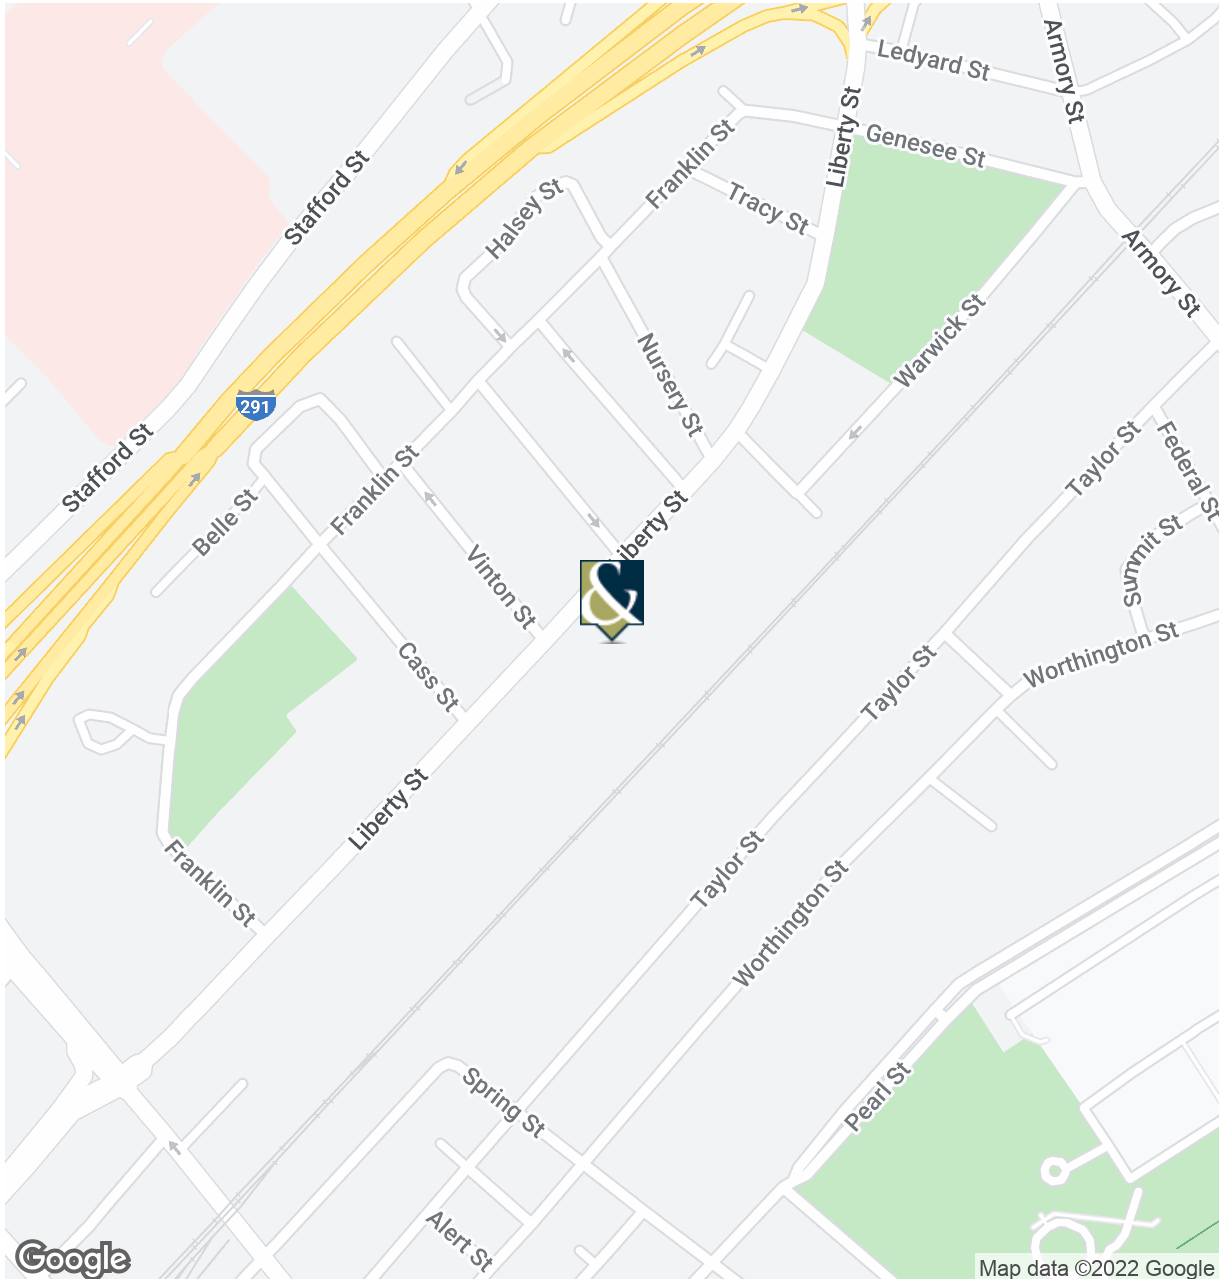 Ledyard St
Armory St
Liberty St
Genesee St
Franklin St
Tracy St
Stafford St
Halsey St
Armory St
Warwick St
Nursery St
291
Stafford St
Franklin St
Taylor St
Federal St
Belle St
Liberty St
Summit St
Vinton St
&
Cass St
Worthington St
Taylor St
Liberty St
Franklin St
Taylor St
Worthington St
Pearl St
Spring St
Alert St
Google
Map data ©2022 Google